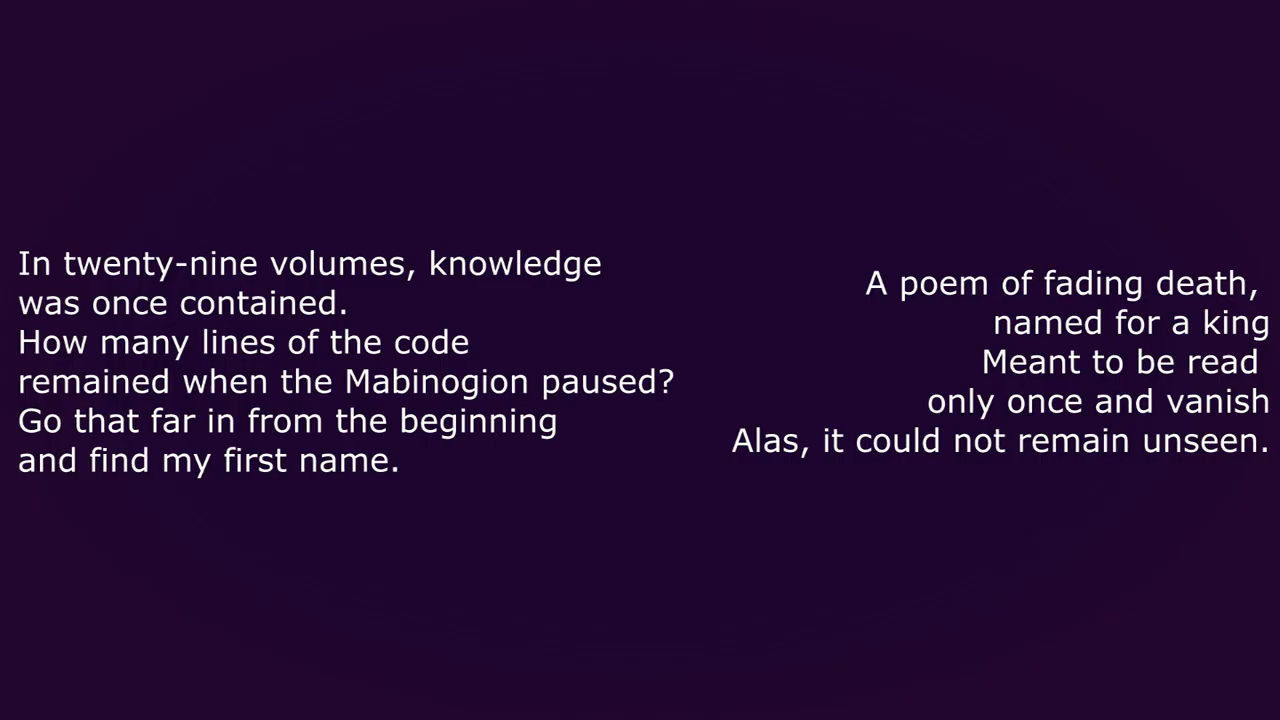 In twenty-nine volumes, knowledge
was once contained.
How many lines of the code
remained when the Mabinogion paused?
Go that far in from the beginning
and find my first name.
A poem of fading death,
named for a king
Meant to be read
only once and vanish
Alas, it could not remain unseen.